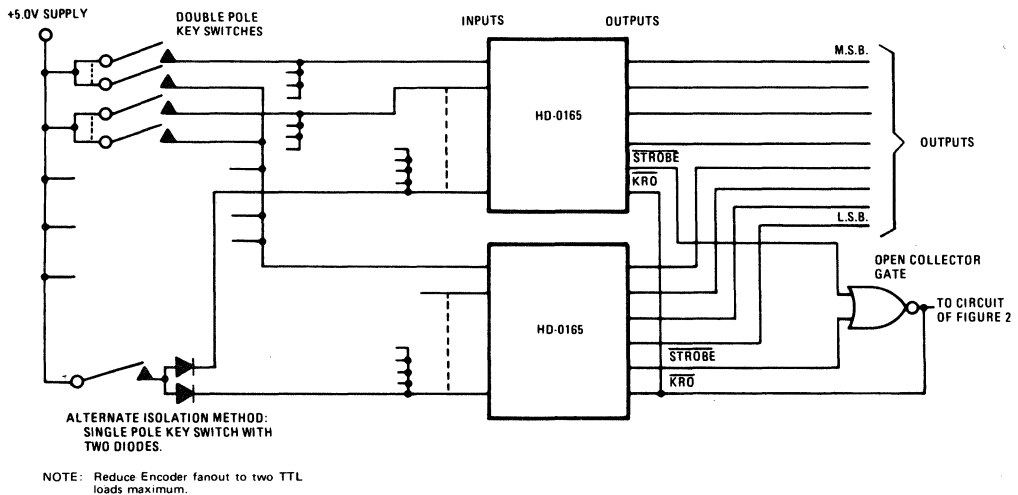 +5.0V SUPPLY
DOUBLE POLE
KEY SWITCHES
INPUTS
OUTPUTS
M.S.B.
HD-0165
OUTPUTS
STROBE
KRO
L.S.B.
OPEN COLLECTOR
GATE
TO CIRCUIT
OF FIGURE 2
HD-0165
STROBE
KRO
ALTERNATE ISOLATION METHOD:
SINGLE POLE KEY SWITCH WITH
TWO DIODES.
NOTE: Reduce Encoder fanout to two TTL
loads maximum.